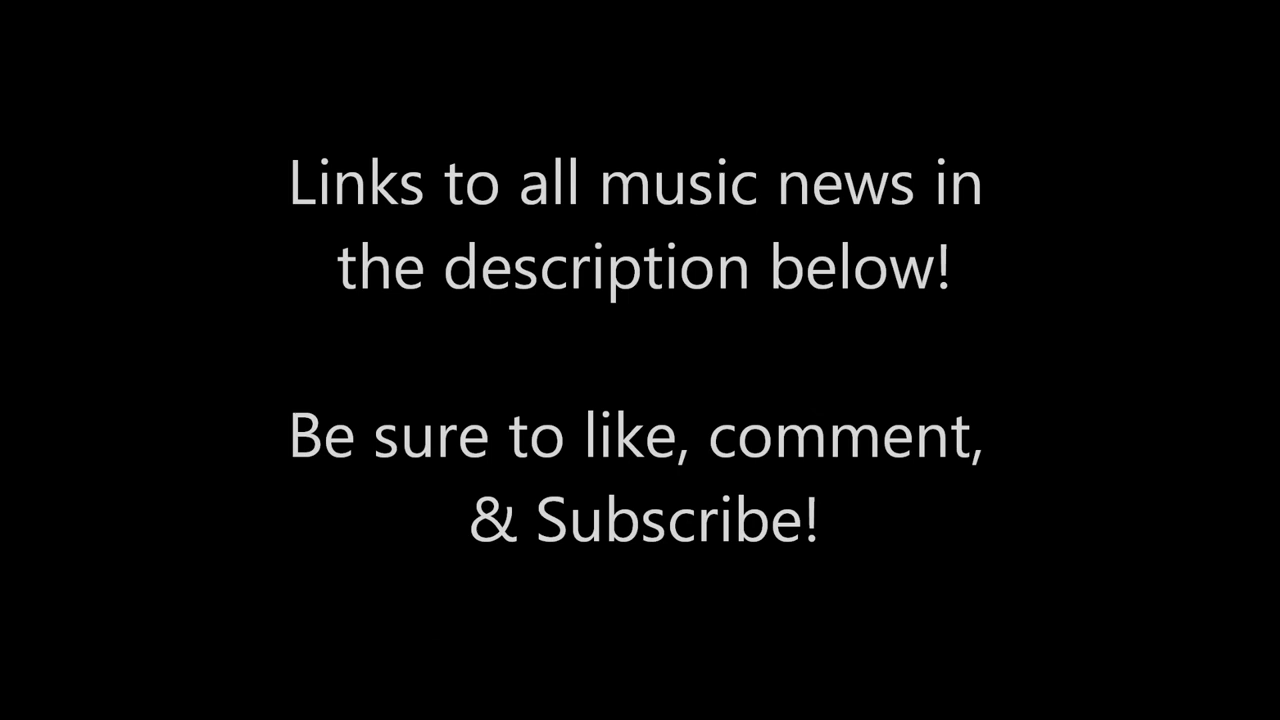 Links to all music news in
the description below!
Be sure to like, comment,
& Subscribe!